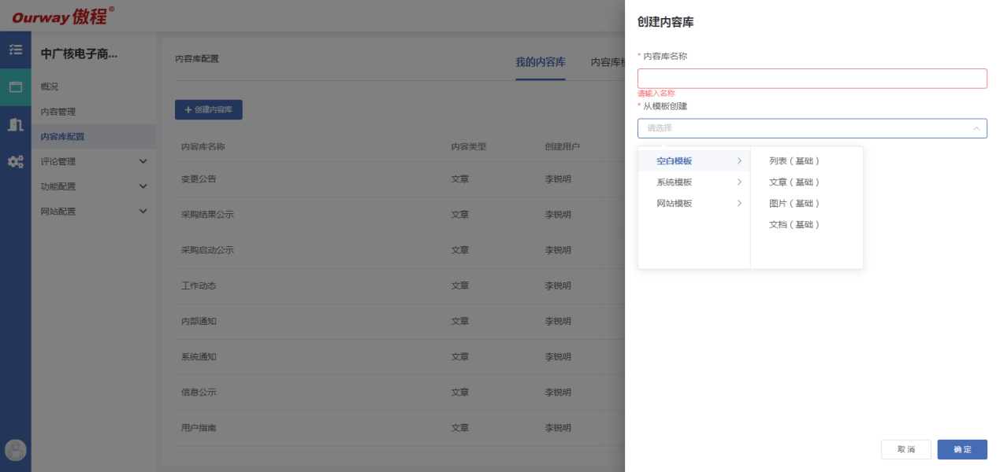 Ourway 傲程®
中广核电子商...
概况
内容管理
内容库配置
评论管理
功能配置
网站配置
内容库配置
我的内容库 内容库
+ 创建内容库
内容库名称 内容类型 创建用户
变更公告 文章 李锐明
采购结果公示 文章 李锐明
采购启动公示 文章 李锐明
工作动态 文章 李锐明
内部通知 文章 李锐明
系统通知 文章 李锐明
信息公示 文章 李锐明
用户指南 文章 李锐明
创建内容库
* 内容库名称
请输入名称
* 从模板创建
请选择
空白模板
系统模板
网站模板
列表（基础）
文章（基础）
图片（基础）
文档（基础）
取消 确定